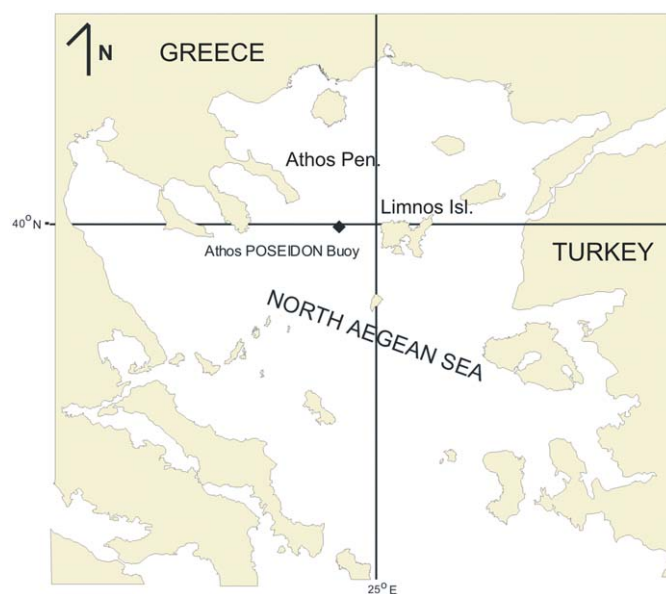 N
GREECE
Athos Pen.
Limnos Isl.
40°N
Athos POSEIDON Buoy
TURKEY
NORTH AEGEAN SEA
25°E